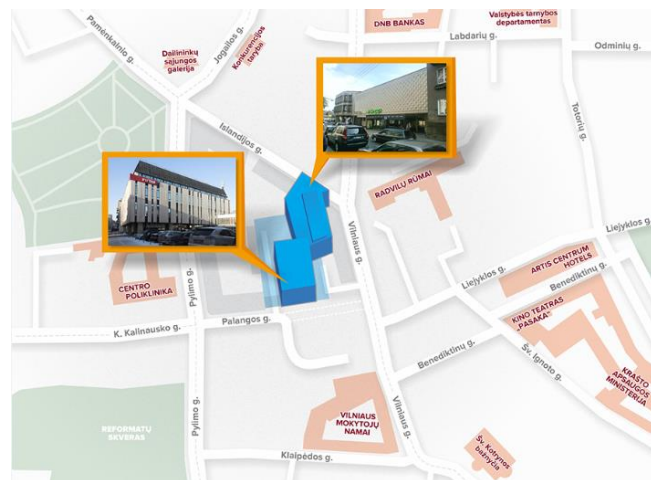 Pamėnkainio g.
Dailininkų
sąjungos
galerija
Jogailos g.
Konkurencijos
taryba
DNB BANKAS
Valstybės tarnybos
departamentas
Labdarių g.
Odminių g.
Islandijos g.
Totorių g.
RADVILŲ RŪMAI
Vilniaus g.
Liejyklos g.
ARTIS CENTRUM
HOTELS
Liejyklos g.
Benediktinų g.
CENTRO
POLIKLINIKA
Pylimo g.
K. Kalinausko g.
Palangos g.
KINO TEATRAS
"PASAKA"
Šv. Ignoto g.
Benediktinų g.
KRAŠTO
APSAUGOS
MINISTERIJA
REFORMATŲ
SKVERAS
Pylimo g.
VILNIAUS
MOKYTOJŲ
NAMAI
Vilniaus g.
Klaipėdos g.
Šv. Kotrynos
bažnyčia